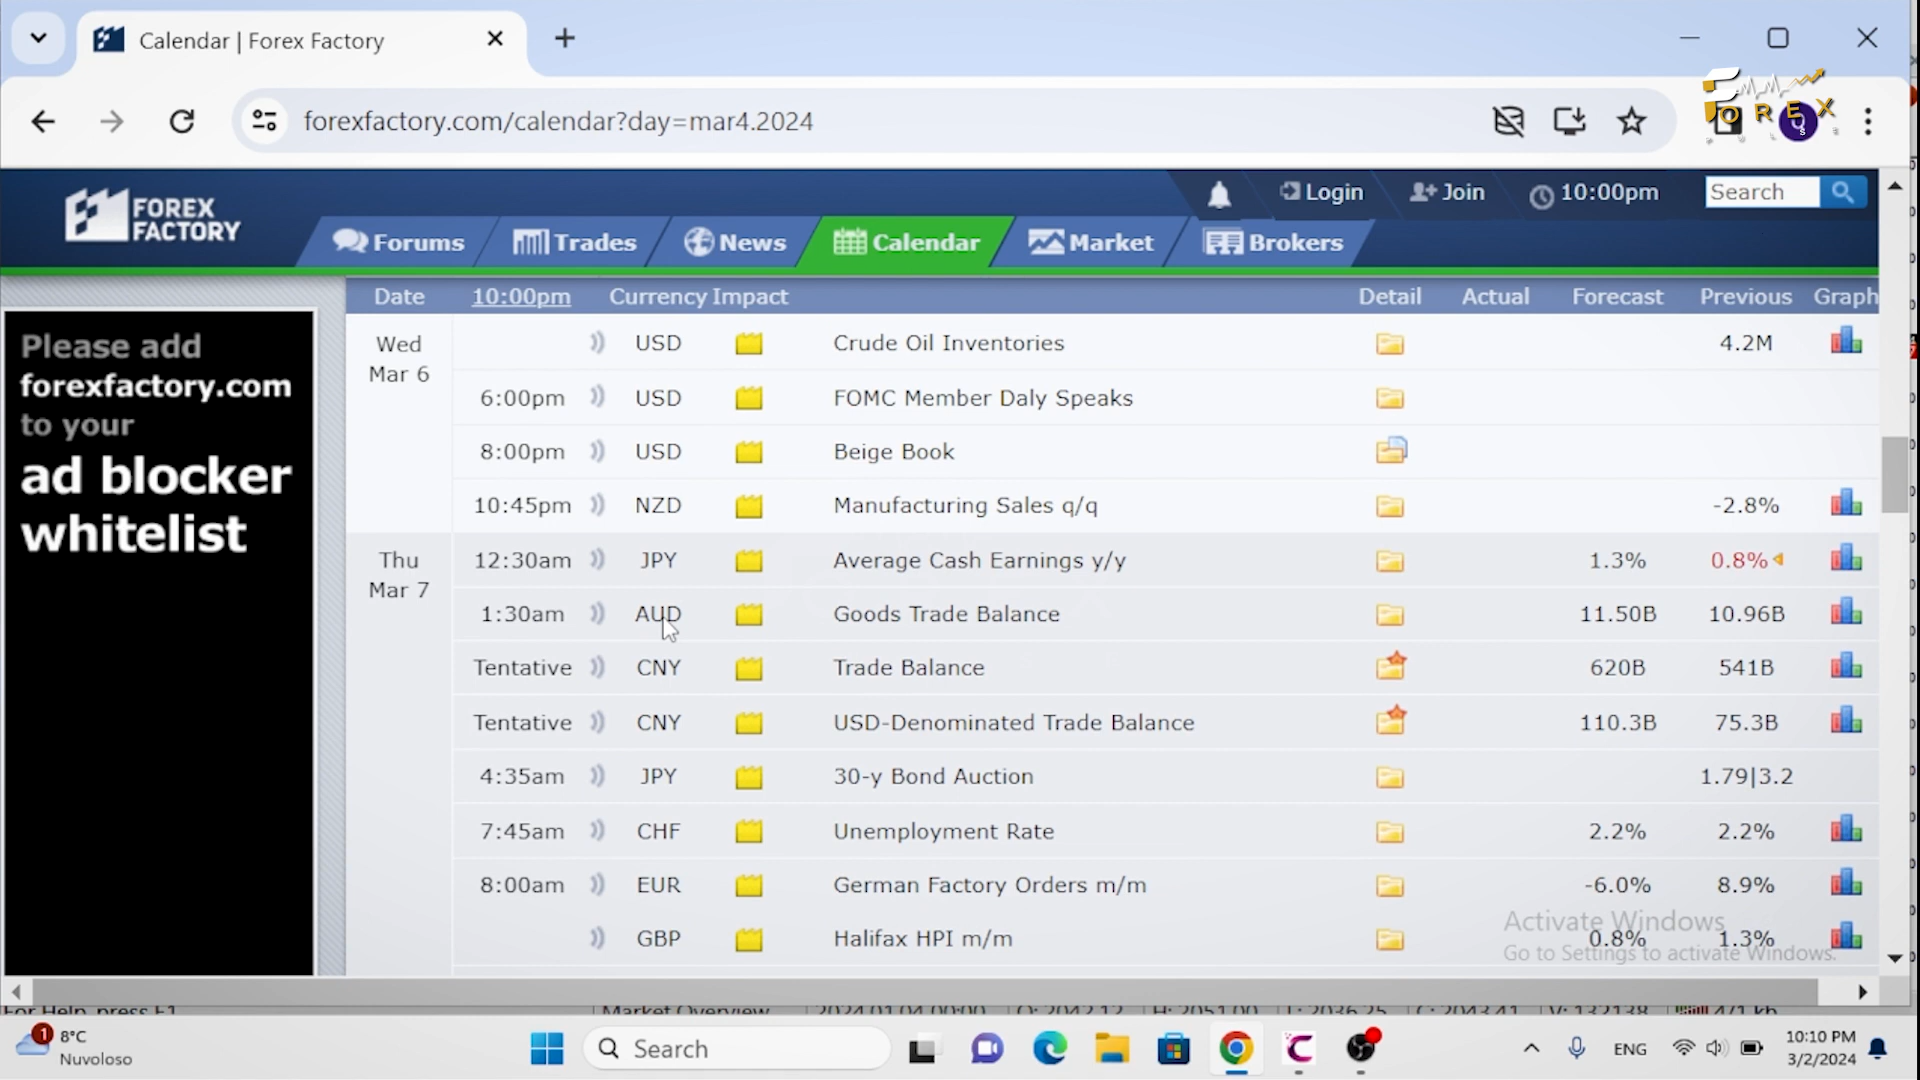 Calendar | Forex Factory
forexfactory.com/calendar?day=mar4.2024
FOREX
FOREX FACTORY
Login
Join
10:00pm
Search
Forums
Trades
News
Calendar
Market
Brokers
Date 10:00pm Currency Impact Detail Actual Forecast Previous Graph
Please add
forexfactory.com
to your
ad blocker
whitelist
Wed Mar 6 USD Crude Oil Inventories 4.2M
6:00pm USD FOMC Member Daly Speaks
8:00pm USD Beige Book
10:45pm NZD Manufacturing Sales q/q -2.8%
Thu Mar 7 12:30am JPY Average Cash Earnings y/y 1.3% 0.8%
1:30am AUD Goods Trade Balance 11.50B 10.96B
Tentative CNY Trade Balance 620B 541B
Tentative CNY USD-Denominated Trade Balance 110.3B 75.3B
4:35am JPY 30-y Bond Auction 1.79|3.2
7:45am CHF Unemployment Rate 2.2% 2.2%
8:00am EUR German Factory Orders m/m -6.0% 8.9%
GBP Halifax HPI m/m 0.8% 1.3%
Activate Windows
Go to Settings to activate Windows.
1
8°C
Nuvoloso
Search
ENG
10:10 PM
3/2/2024